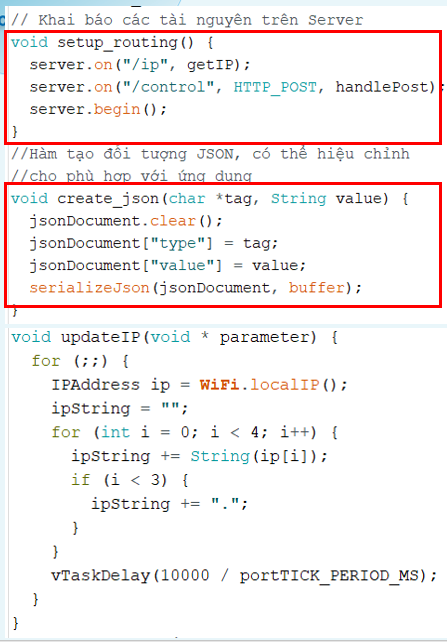 // Khai báo các tài nguyên trên Server
void setup_routing() {
  server.on("/ip", getIP);
  server.on("/control", HTTP_POST, handlePost);
  server.begin();
}
//Hàm tạo đối tượng JSON, có thể hiệu chỉnh
//cho phù hợp với ứng dụng
void create_json(char *tag, String value) {
  jsonDocument.clear();
  jsonDocument["type"] = tag;
  jsonDocument["value"] = value;
  serializeJson(jsonDocument, buffer);
}
void updateIP(void * parameter) {
  for (;;) {
    IPAddress ip = WiFi.localIP();
    ipString = "";
    for (int i = 0; i < 4; i++) {
      ipString += String(ip[i]);
      if (i < 3) {
        ipString += ".";
      }
    }
    vTaskDelay(10000 / portTICK_PERIOD_MS);
  }
}